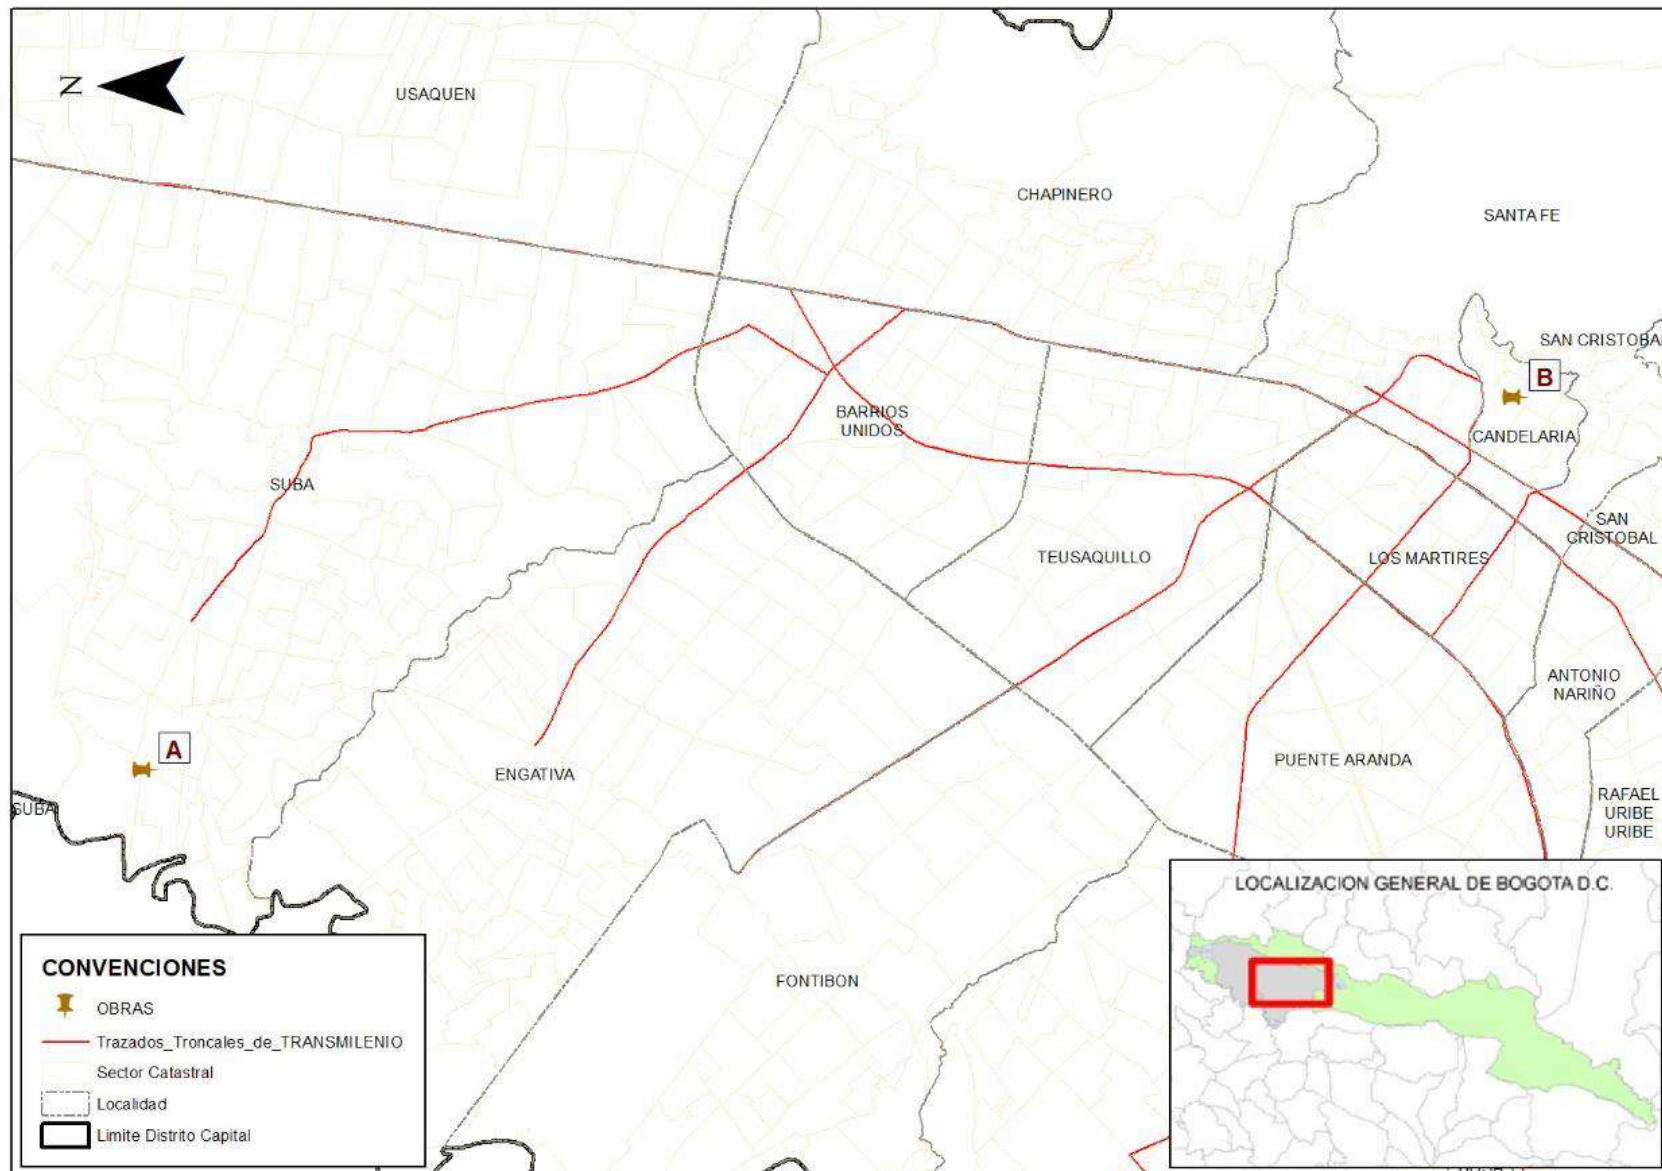 N
USAQUEN
CHAPINERO
SANTA FE
SAN CRISTOBA
B
BARRIOS
UNIDOS
CANDELARIA
SUBA
SAN
CRISTOBAL
TEUSAQUILLO
LOS MARTIRES
ANTONIO
NARIÑO
A
ENGATIVA
PUENTE ARANDA
SUBA
RAFAEL
URIBE
URIBE
FONTIBON
LOCALIZACION GENERAL DE BOGOTA D.C.
CONVENCIONES
OBRAS
Trazados_Troncales_de_TRANSMILENIO
Sector Catastral
Localidad
Limite Distrito Capital